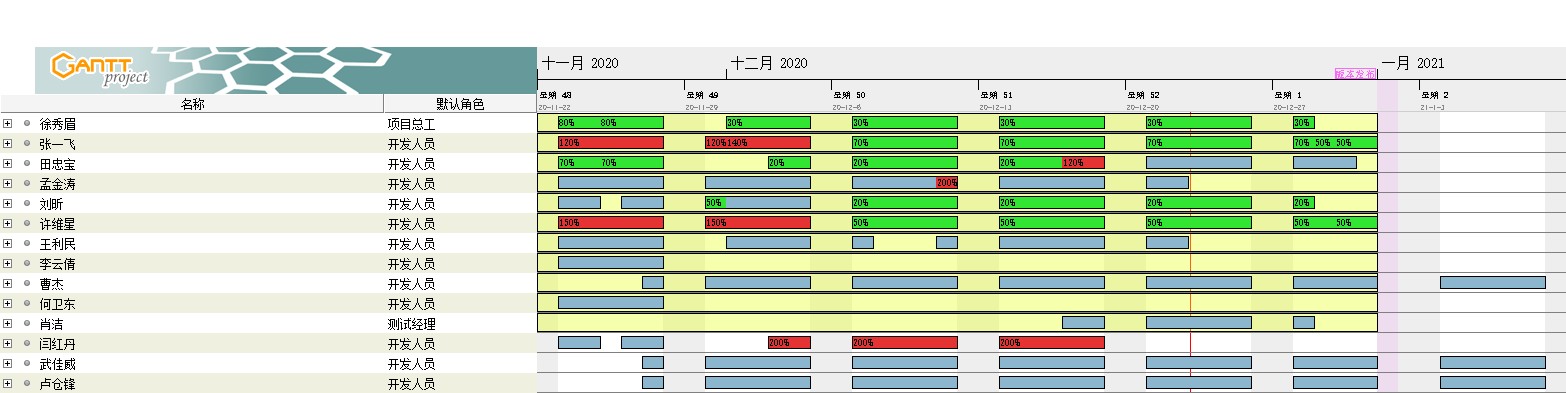 GANTT
project
十一月 2020
十二月 2020
一月 2021
版本发布
名称
默认角色
星期 48
星期 49
星期 50
星期 51
星期 52
星期 1
星期 2
20-11-22
20-11-29
20-12-6
20-12-13
20-12-20
20-12-27
21-1-3
徐秀眉 项目总工 80% 80% 30% 30% 30% 30% 30%
张一飞 开发人员 120% 120% 140% 70% 70% 70% 70% 50% 50%
田忠宝 开发人员 70% 70% 20% 20% 20% 120%
孟金涛 开发人员 200%
刘昕 开发人员 50% 20% 20% 20% 20%
许维星 开发人员 150% 150% 50% 50% 50% 50% 50%
王利民 开发人员
李云倩 开发人员
曹杰 开发人员
何卫东 开发人员
肖洁 测试经理
闫红丹 开发人员 200% 200% 200%
武佳威 开发人员
卢仓锋 开发人员